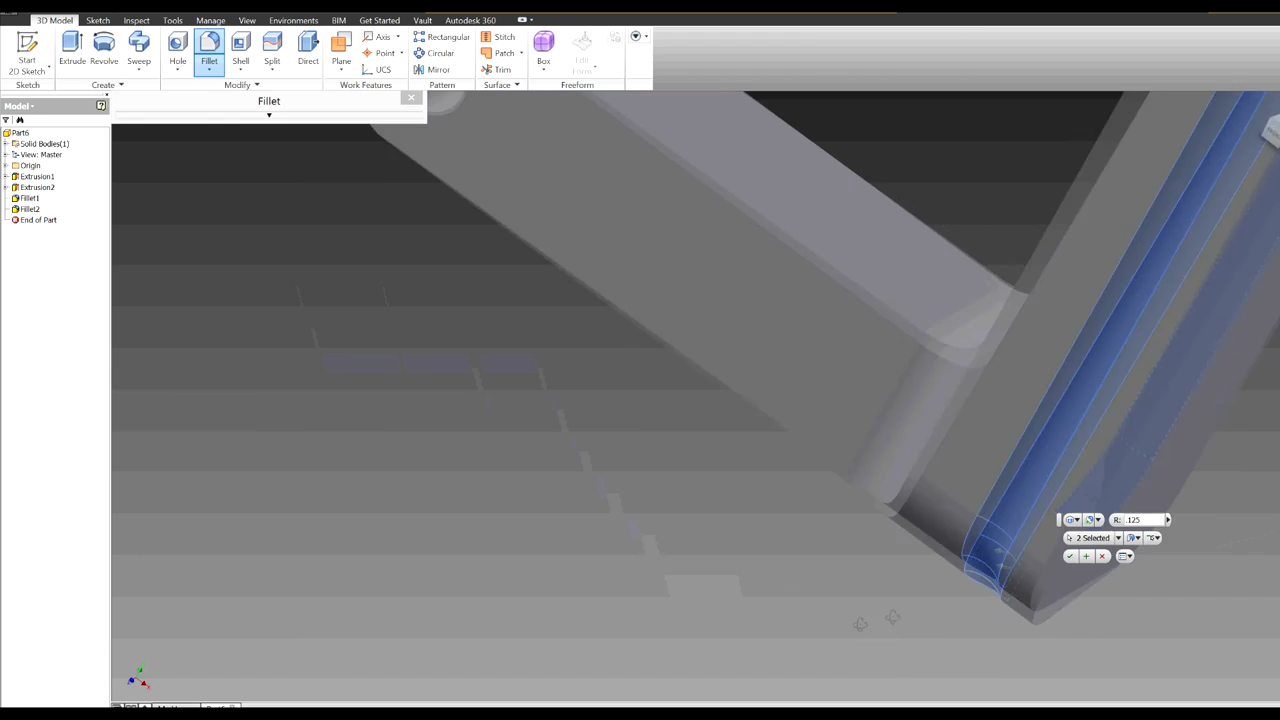 3D Model Sketch Inspect Tools Manage View Environments BIM Get Started Vault Autodesk 360
Start
2D Sketch
Extrude Revolve Sweep
Hole Fillet Shell Split Direct
Plane
Axis
Point
UCS
Rectangular
Circular
Mirror
Stitch
Patch
Trim
Box
Edit
Form
Sketch Create Modify Work Features Pattern Surface Freeform
Model
Fillet
Part6
Solid Bodies(1)
View: Master
Origin
Extrusion1
Extrusion2
Fillet1
Fillet2
End of Part
R: .125
2 Selected